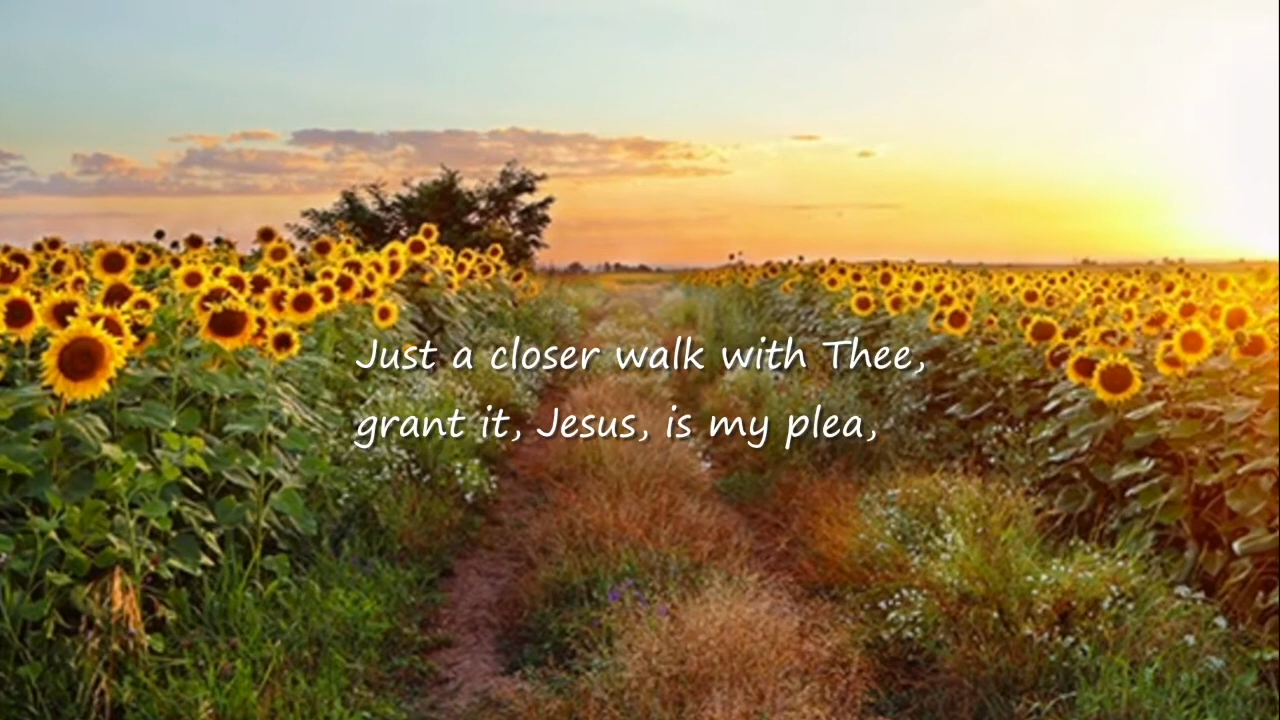 Just a closer walk with Thee,
grant it, Jesus, is my plea,